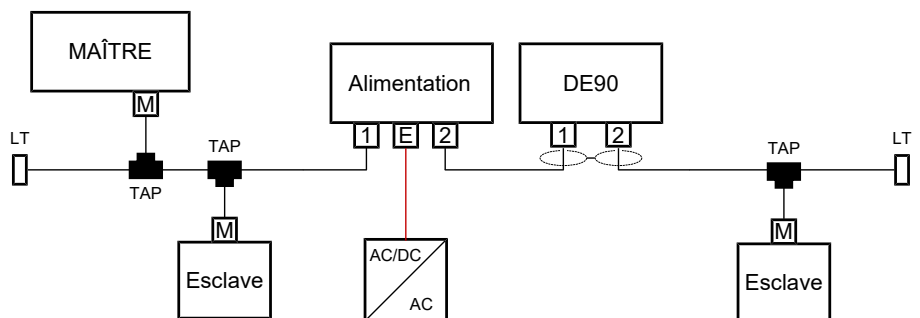 MAÎTRE
M
Alimentation
1
E
2
DE90
1
2
LT
TAP
TAP
TAP
LT
M
Esclave
AC/DC
AC
M
Esclave